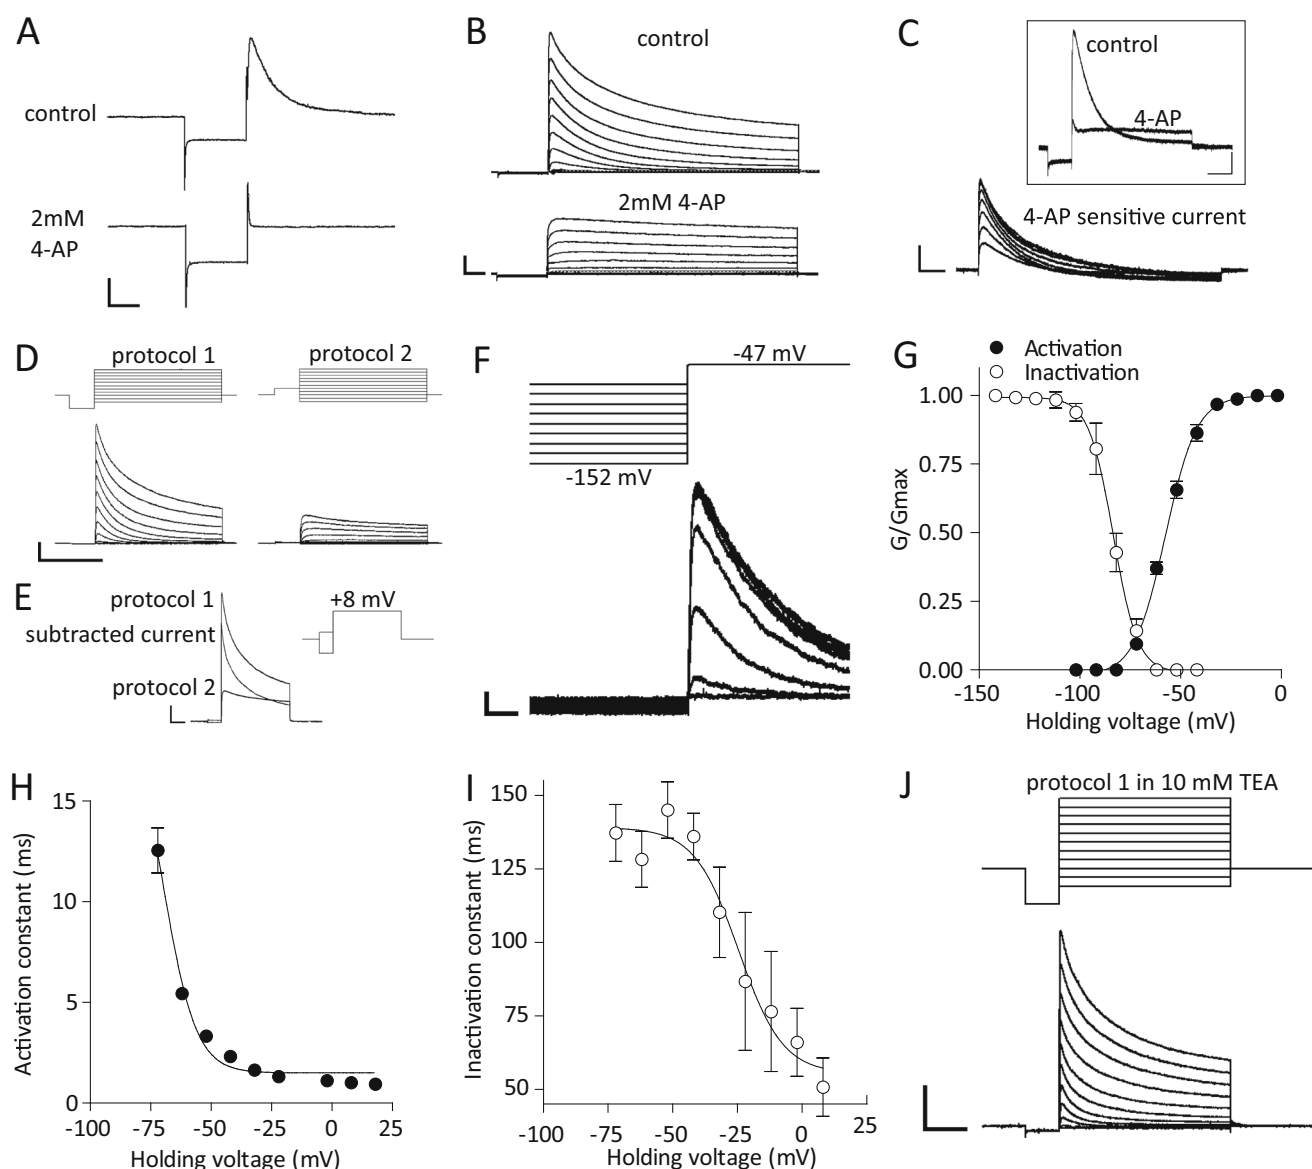 A
control
2mM
4-AP
B
control
2mM 4-AP
C
control
4-AP
4-AP sensitive current
D
protocol 1
protocol 2
E
protocol 1
subtracted current
protocol 2
+8 mV
F
-47 mV
-152 mV
G
Activation
Inactivation
1.00
0.75
0.50
0.25
0.00
G/Gmax
-150
-100
-50
0
Holding voltage (mV)
H
15
10
5
0
Activation constant (ms)
-100
-75
-50
-25
0
25
Holding voltage (mV)
I
150
125
100
75
50
Inactivation constant (ms)
-100
-75
-50
-25
0
25
Holding voltage (mV)
J
protocol 1 in 10 mM TEA